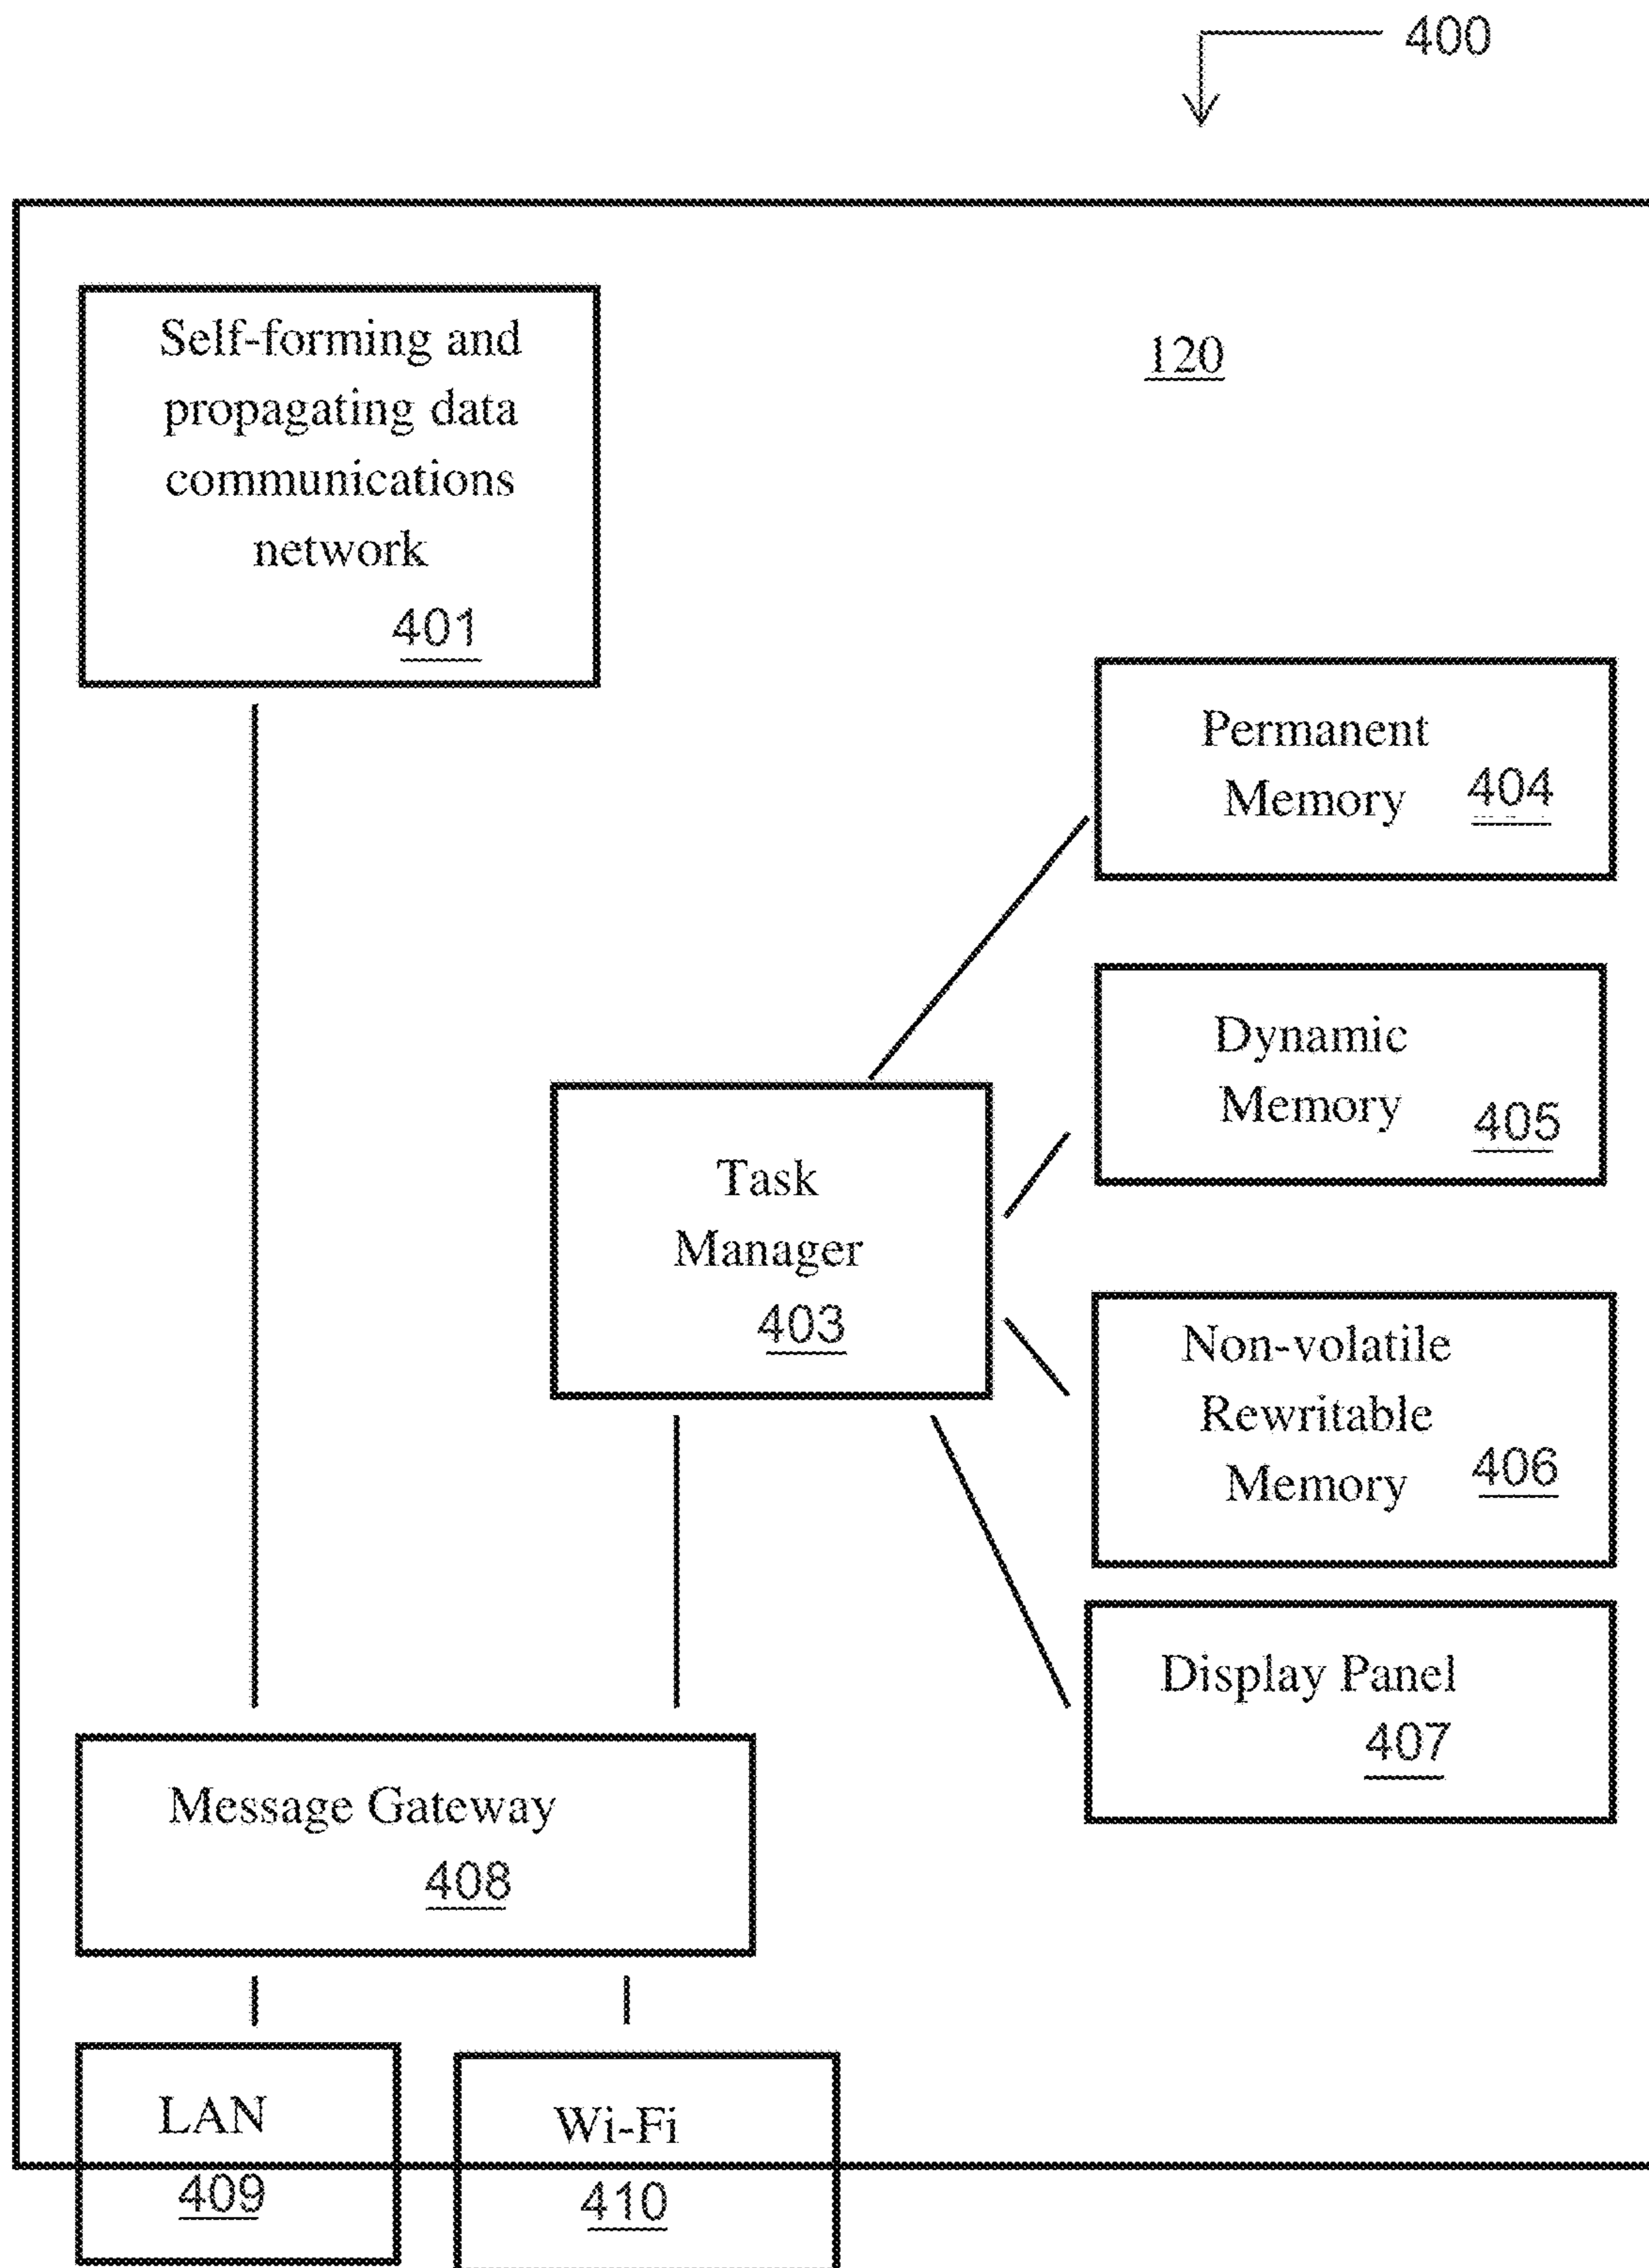 400
120
Self-forming and
propagating data
communications
network
401
Permanent
Memory 404
Dynamic
Memory 405
Task
Manager
403
Non-volatile
Rewritable
Memory 406
Display Panel
407
Message Gateway
408
LAN
409
Wi-Fi
410